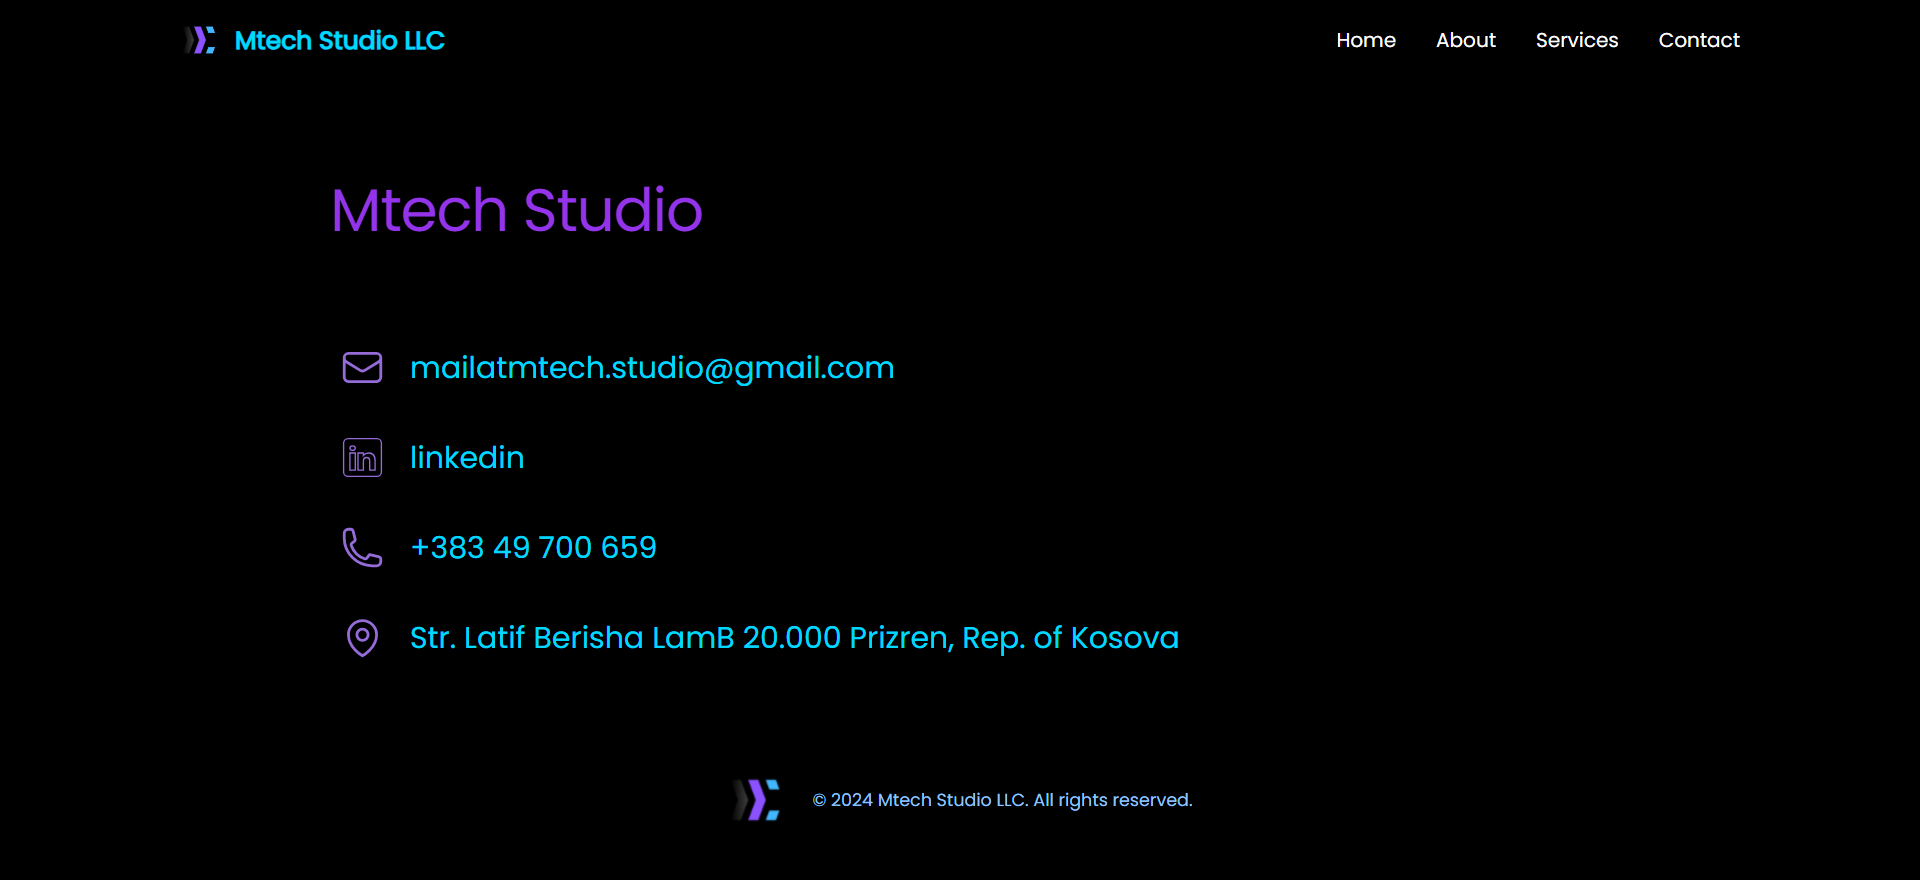 Mtech Studio LLC
Home About Services Contact
Mtech Studio
mailatmtech.studio@gmail.com
in
linkedin
+383 49 700 659
Str. Latif Berisha LamB 20.000 Prizren, Rep. of Kosova
© 2024 Mtech Studio LLC. All rights reserved.